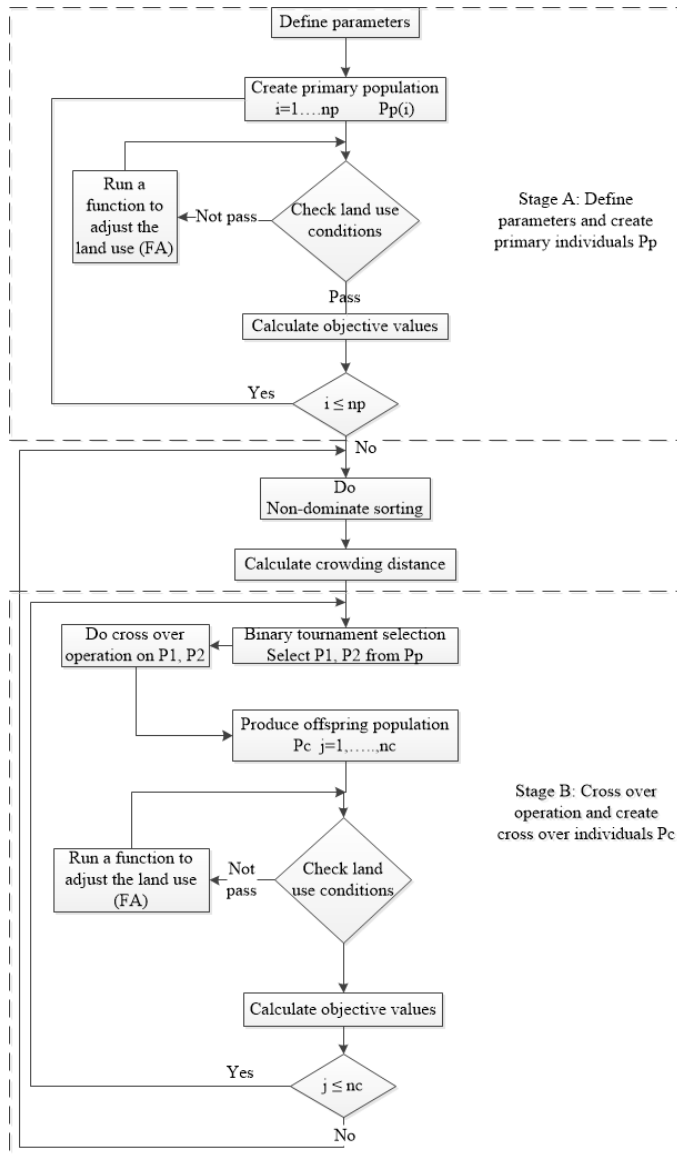 Define parameters
Create primary population
i=1….np Pp(i)
Run a
function to
adjust the
land use (FA)
Not pass
Check land use
conditions
Stage A: Define
parameters and create
primary individuals Pp
Pass
Calculate objective values
Yes
i ≤ np
No
Do
Non-dominate sorting
Calculate crowding distance
Do cross over
operation on P1, P2
Binary tournament selection
Select P1, P2 from Pp
Produce offspring population
Pc j=1,…..,nc
Stage B: Cross over
operation and create
cross over individuals Pc
Run a function to
adjust the land use
(FA)
Not
pass
Check land
use conditions
Calculate objective values
Yes
j ≤ nc
No